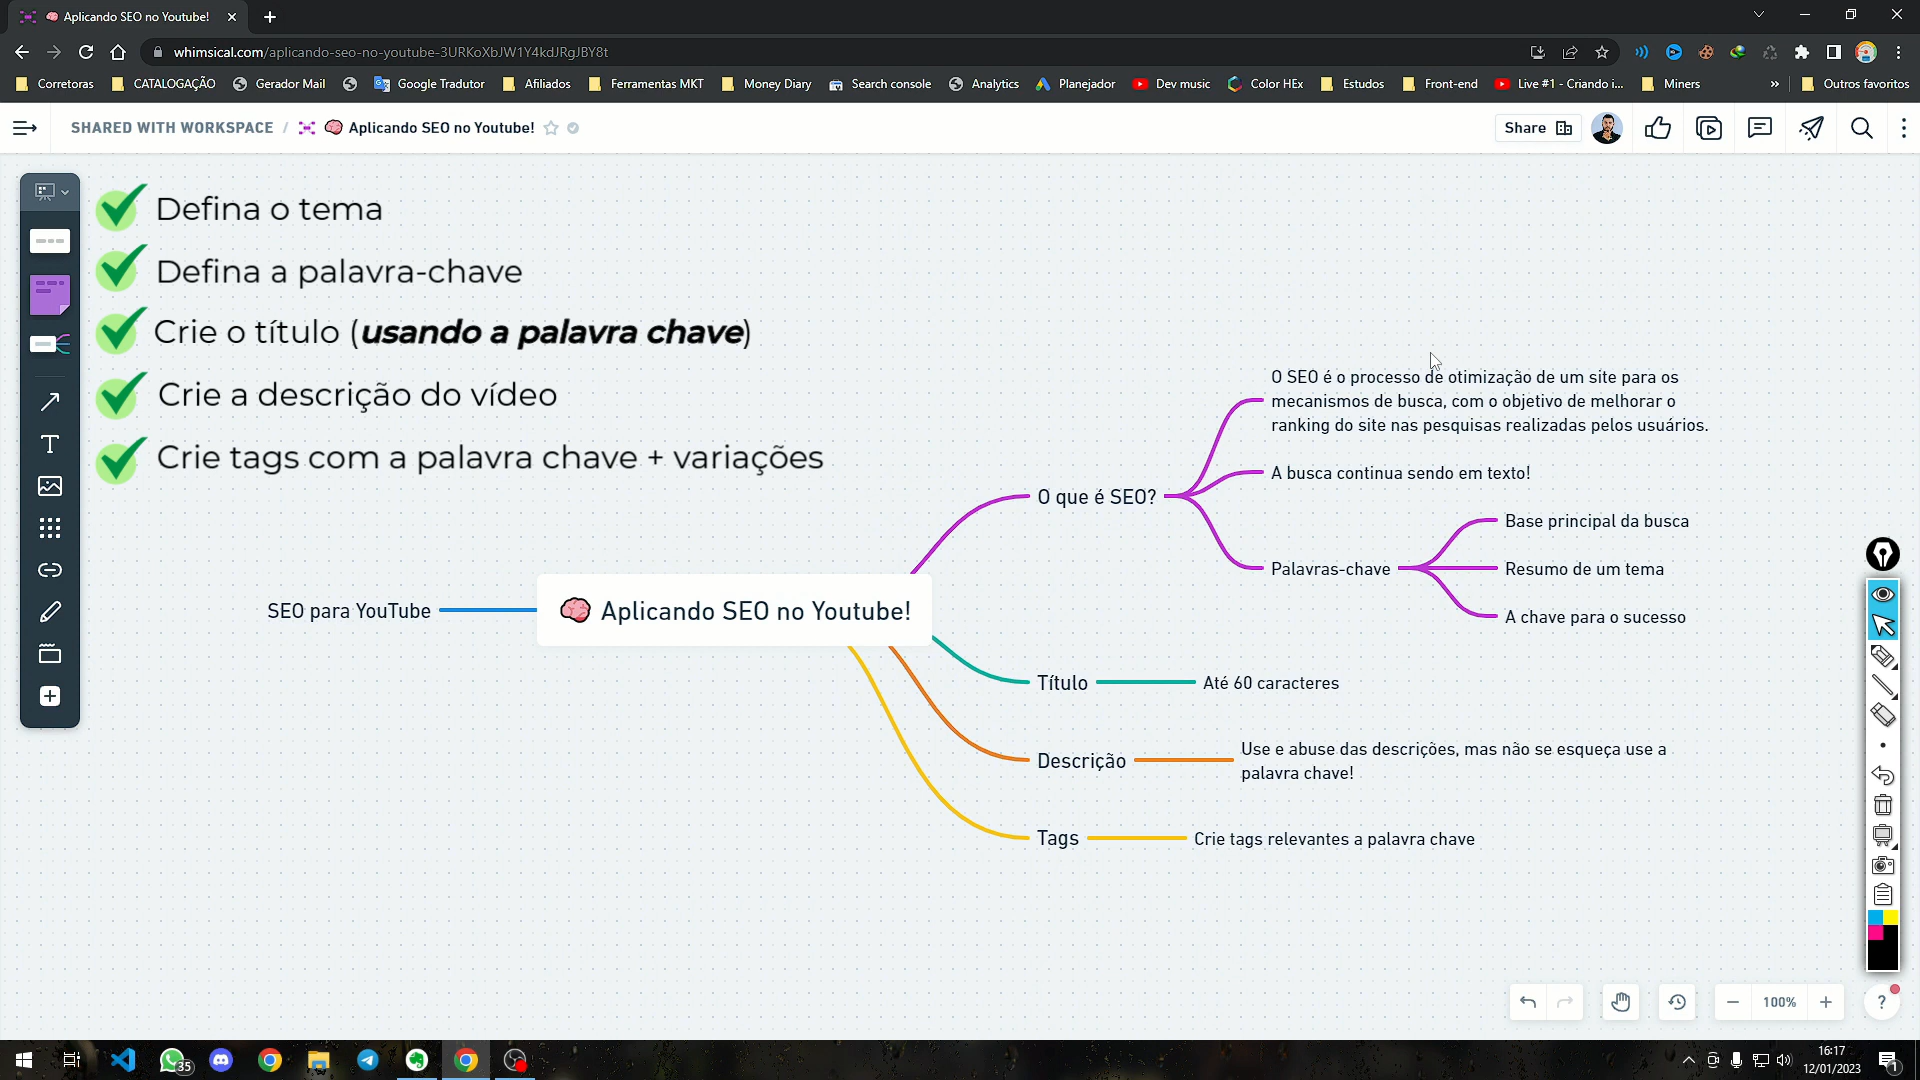 Aplicando SEO no Youtube!
whimsical.com/aplicando-seo-no-youtube-3URKoXbJW1Y4kdJRgJBY8t
Corretoras
CATALOGAÇÃO
Gerador Mail
Google Tradutor
Afiliados
Ferramentas MKT
Money Diary
Search console
Analytics
Planejador
Dev music
Color HEx
Estudos
Front-end
Live #1 - Criando i...
Miners
»
Outros favoritos
SHARED WITH WORKSPACE / Aplicando SEO no Youtube!
Share
Defina o tema
Defina a palavra-chave
Crie o título (usando a palavra chave)
Crie a descrição do vídeo
Crie tags com a palavra chave + variações
O SEO é o processo de otimização de um site para os
mecanismos de busca, com o objetivo de melhorar o
ranking do site nas pesquisas realizadas pelos usuários.
A busca continua sendo em texto!
O que é SEO?
Base principal da busca
Palavras-chave
Resumo de um tema
A chave para o sucesso
SEO para YouTube
Aplicando SEO no Youtube!
Título
Até 60 caracteres
Descrição
Use e abuse das descrições, mas não se esqueça use a
palavra chave!
Tags
Crie tags relevantes a palavra chave
100%
?
35
16:17
12/01/2023
1